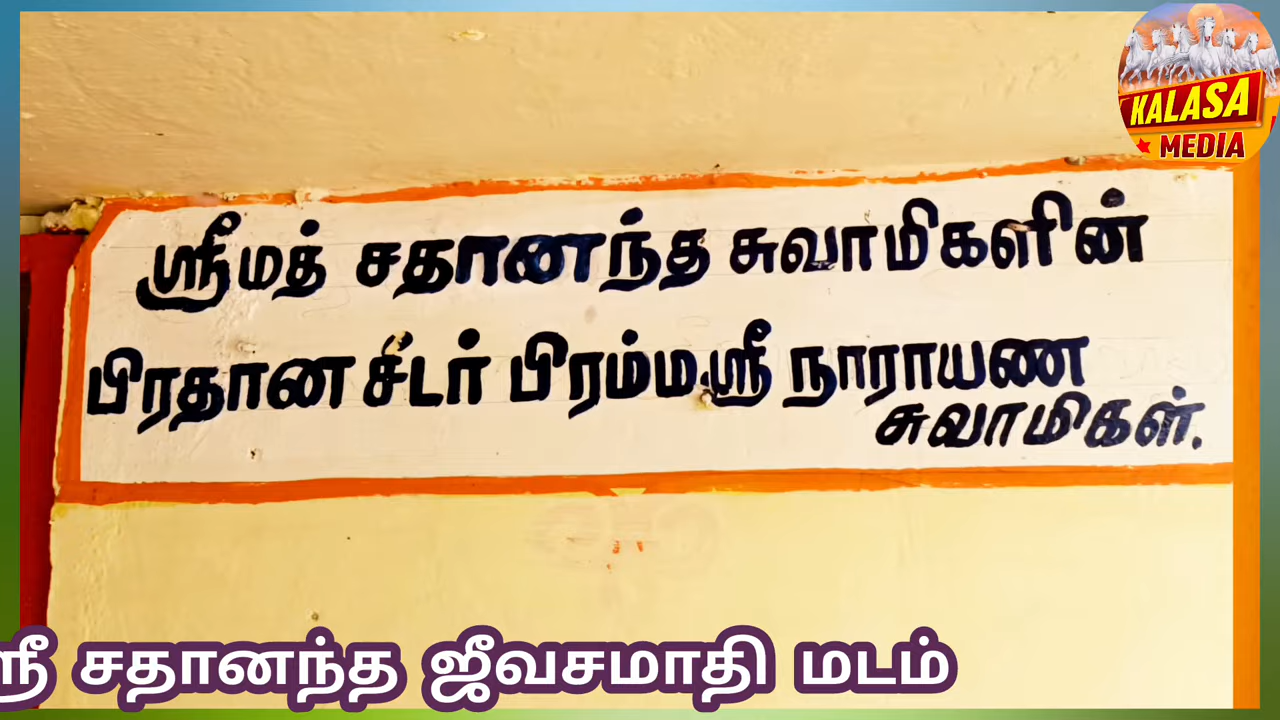 KALASA
MEDIA
ஸ்ரீமத் சதானந்த சுவாமிகளின்
பிரதான சீடர் பிரம்மஸ்ரீ நாராயண
சுவாமிகள்.
ஸ்ரீ சதானந்த ஜீவசமாதி மடம்